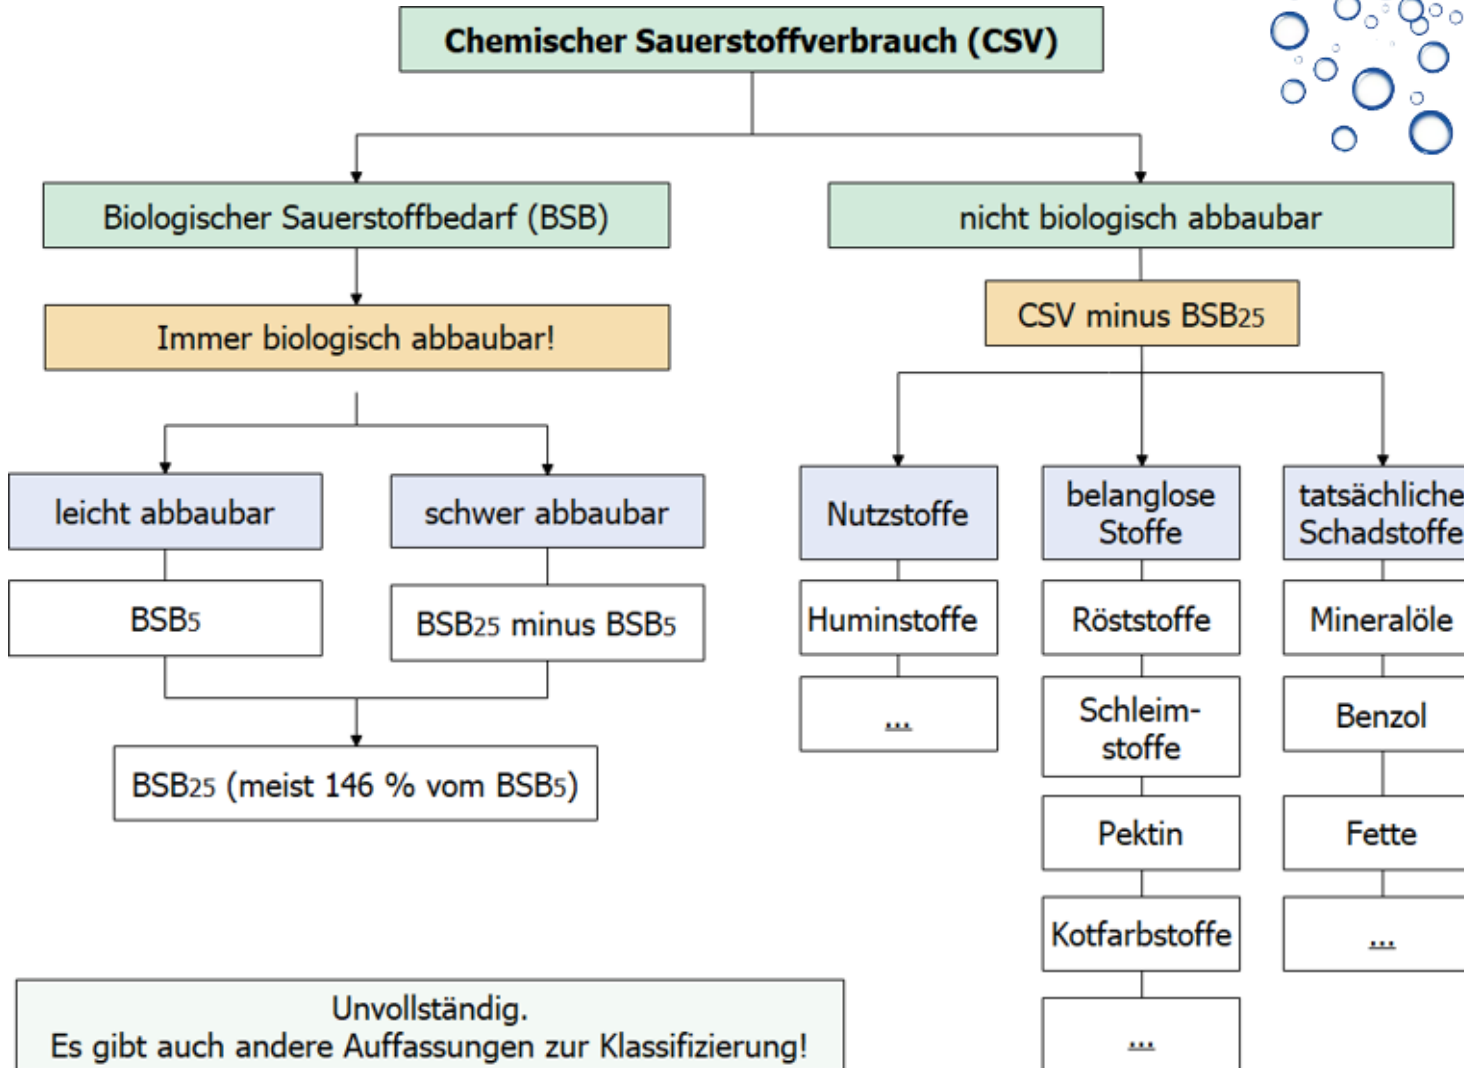 Chemischer Sauerstoffverbrauch (CSV)
Biologischer Sauerstoffbedarf (BSB)
nicht biologisch abbaubar
Immer biologisch abbaubar!
CSV minus BSB25
leicht abbaubar
schwer abbaubar
BSB5
BSB25 minus BSB5
BSB25 (meist 146 % vom BSB5)
Nutzstoffe
Huminstoffe
...
belanglose
Stoffe
Röststoffe
Schleim-
stoffe
Pektin
Kotfarbstoffe
...
tatsächliche
Schadstoffe
Mineralöle
Benzol
Fette
...
Unvollständig.
Es gibt auch andere Auffassungen zur Klassifizierung!